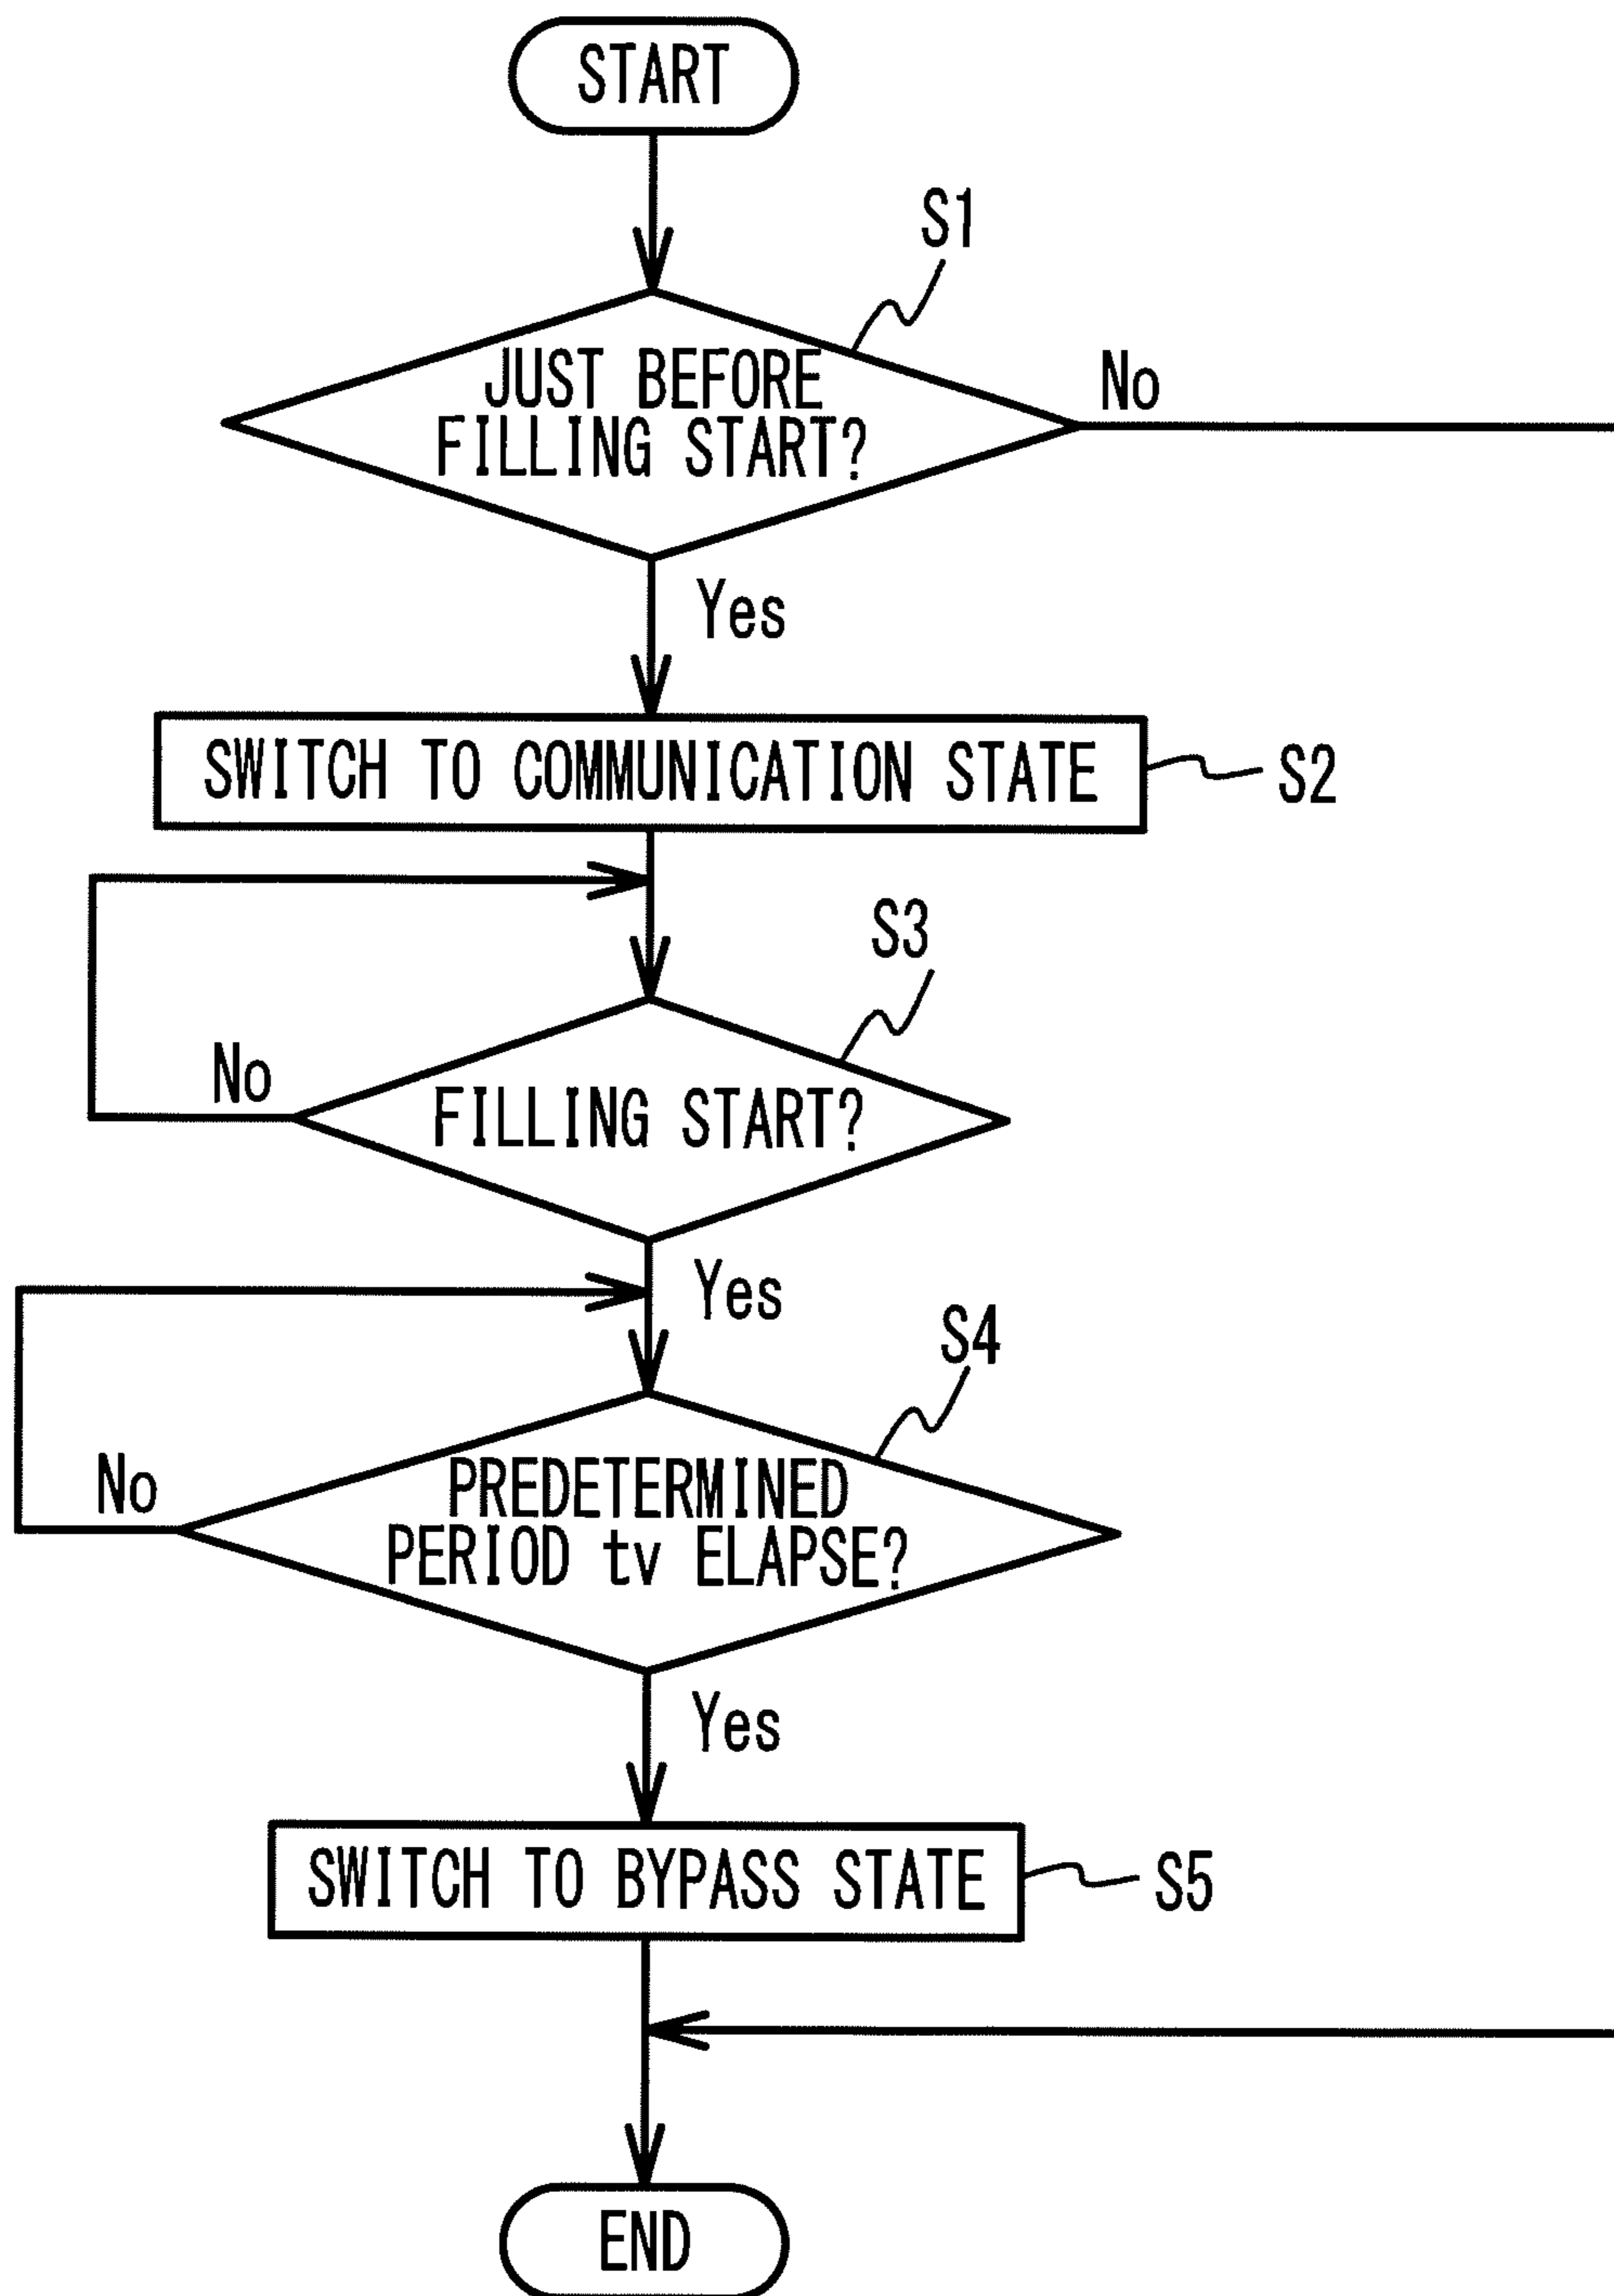 START
S1
JUST BEFORE
FILLING START?
No
Yes
SWITCH TO COMMUNICATION STATE
S2
S3
No
FILLING START?
Yes
S4
No
PREDETERMINED
PERIOD tv ELAPSE?
Yes
SWITCH TO BYPASS STATE
S5
END